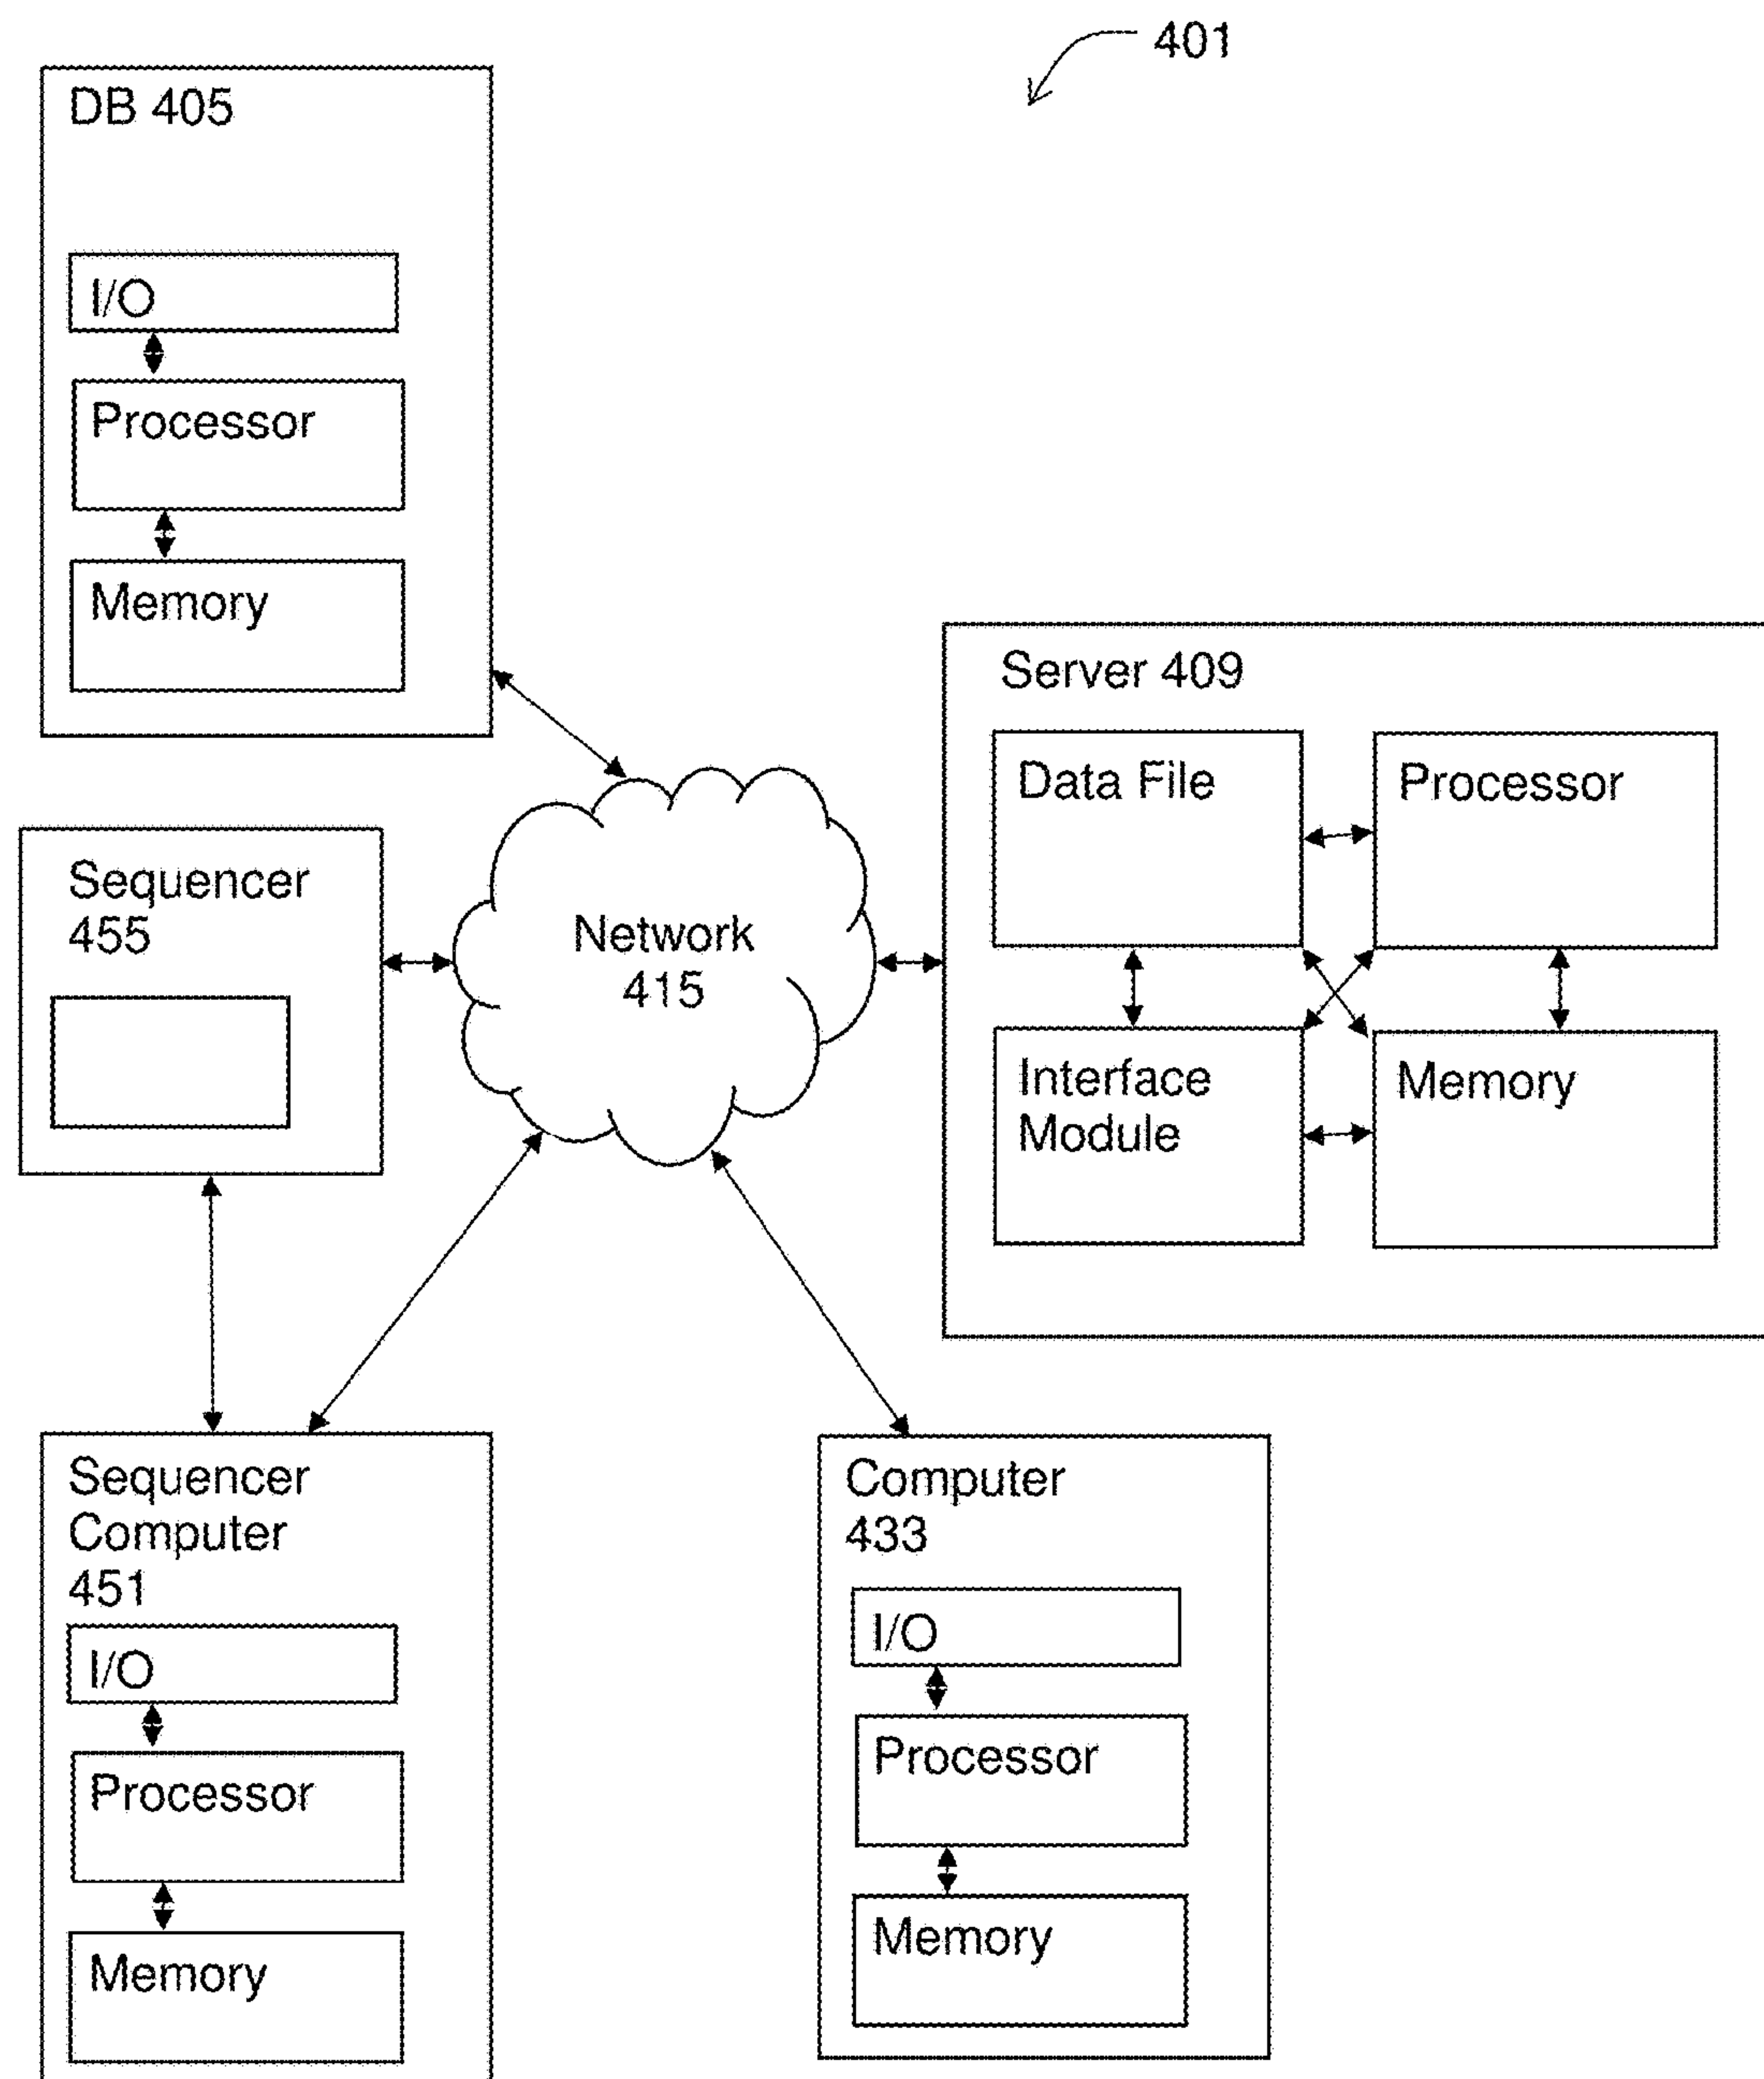 401
DB 405
I/O
Processor
Memory
Server 409
Data File
Processor
Interface
Module
Memory
Sequencer
455
Network
415
Sequencer
Computer
451
I/O
Processor
Memory
Computer
433
I/O
Processor
Memory